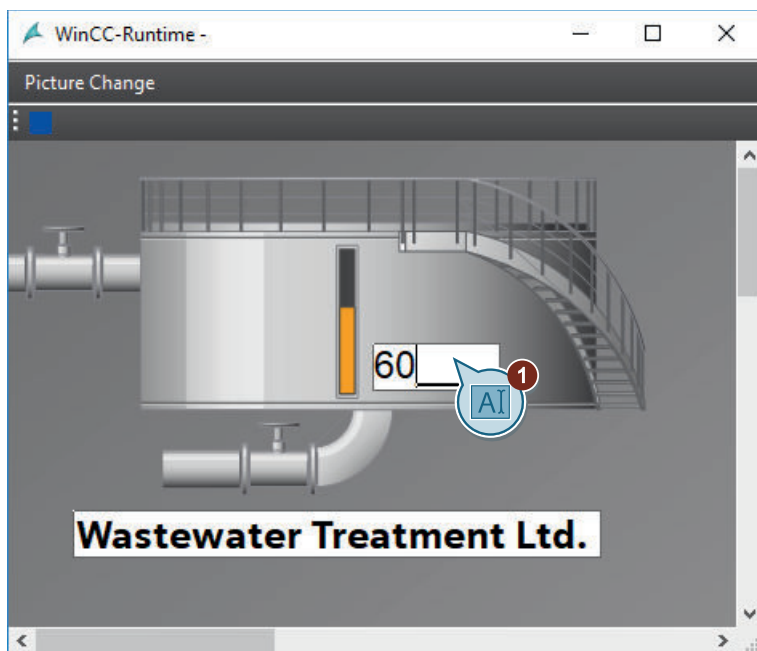 WinCC-Runtime -
Picture Change
60
1
AI
Wastewater Treatment Ltd.